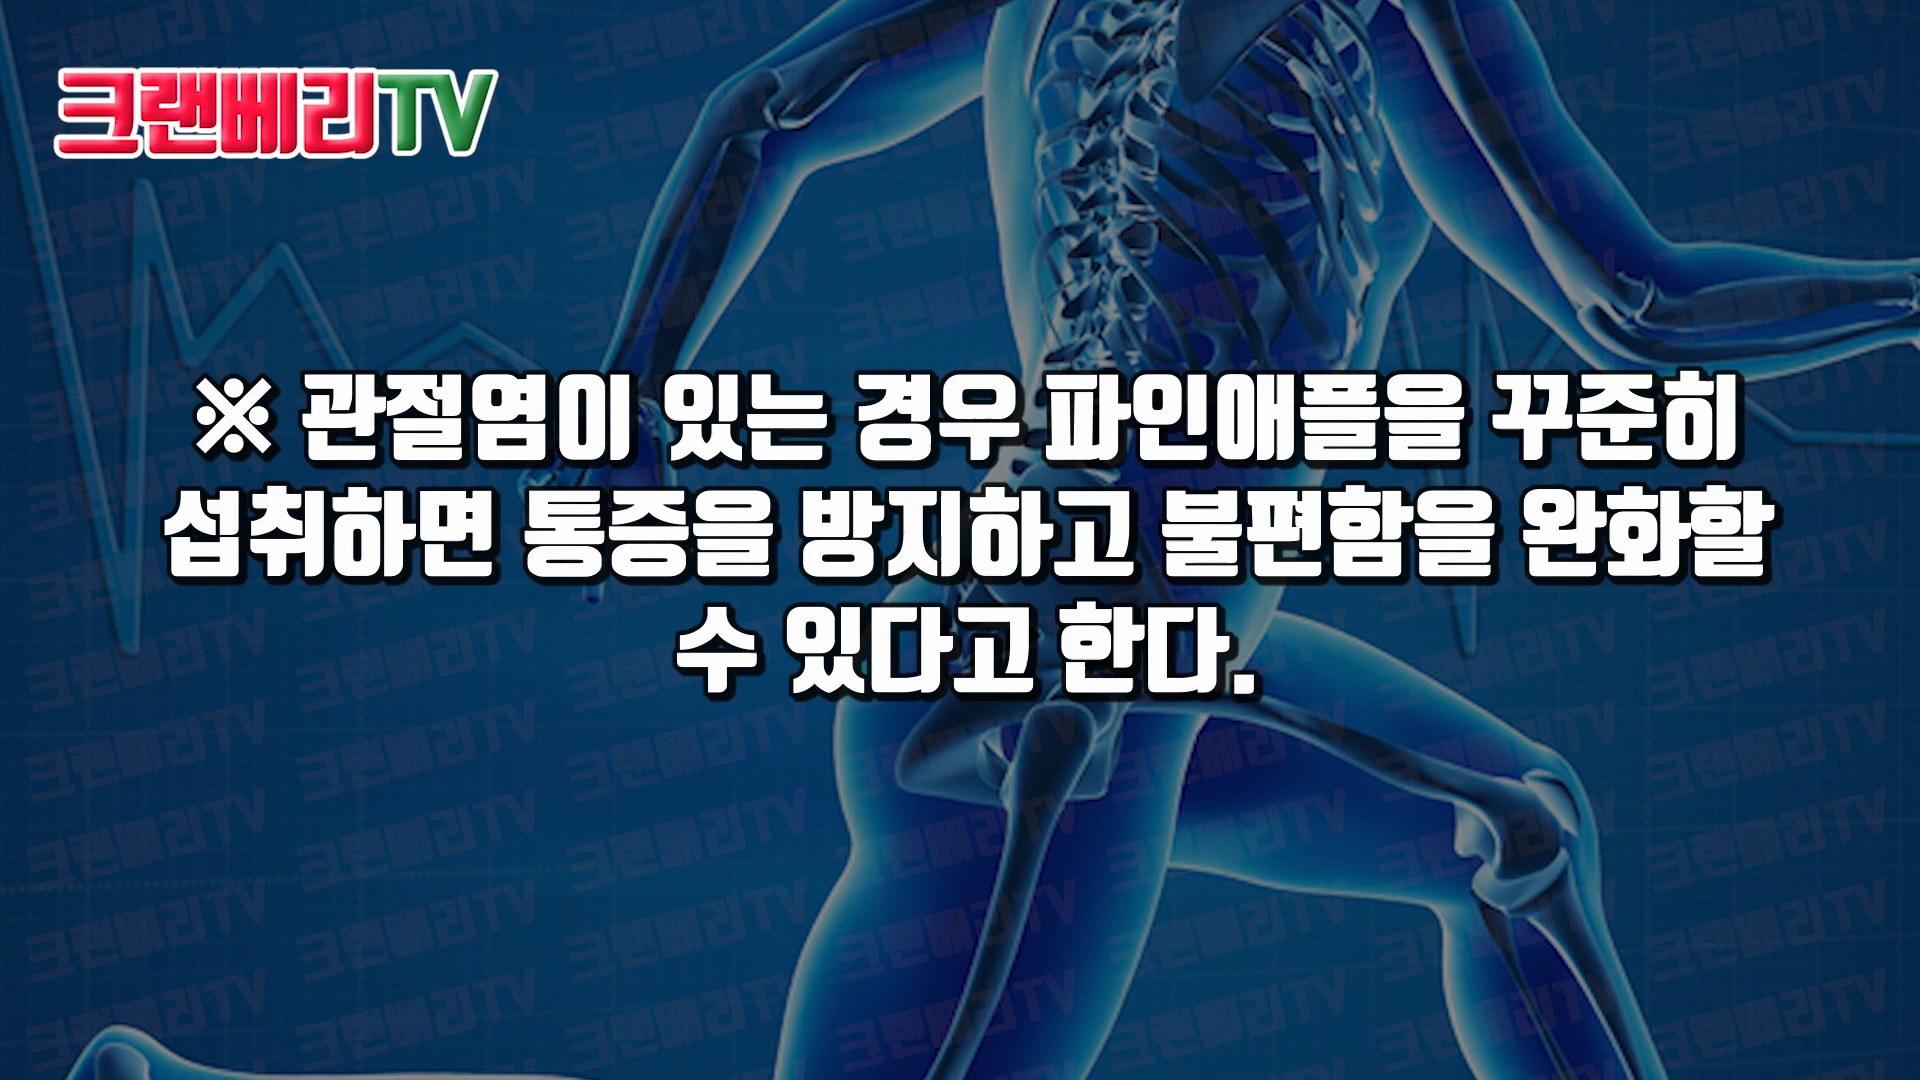 크랜베리TV
※ 관절염이 있는 경우 파인애플을 꾸준히
섭취하면 통증을 방지하고 불편함을 완화할
수 있다고 한다.